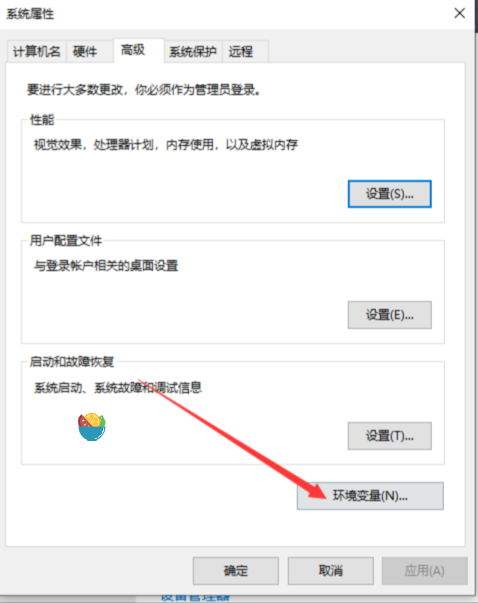 系统属性
计算机名 硬件 高级 系统保护 远程
要进行大多数更改，你必须作为管理员登录。
性能
视觉效果，处理器计划，内存使用，以及虚拟内存
设置(S)...
用户配置文件
与登录帐户相关的桌面设置
设置(E)...
启动和故障恢复
系统启动、系统故障和调试信息
设置(T)...
环境变量(N)...
确定 取消 应用(A)
设备管理器